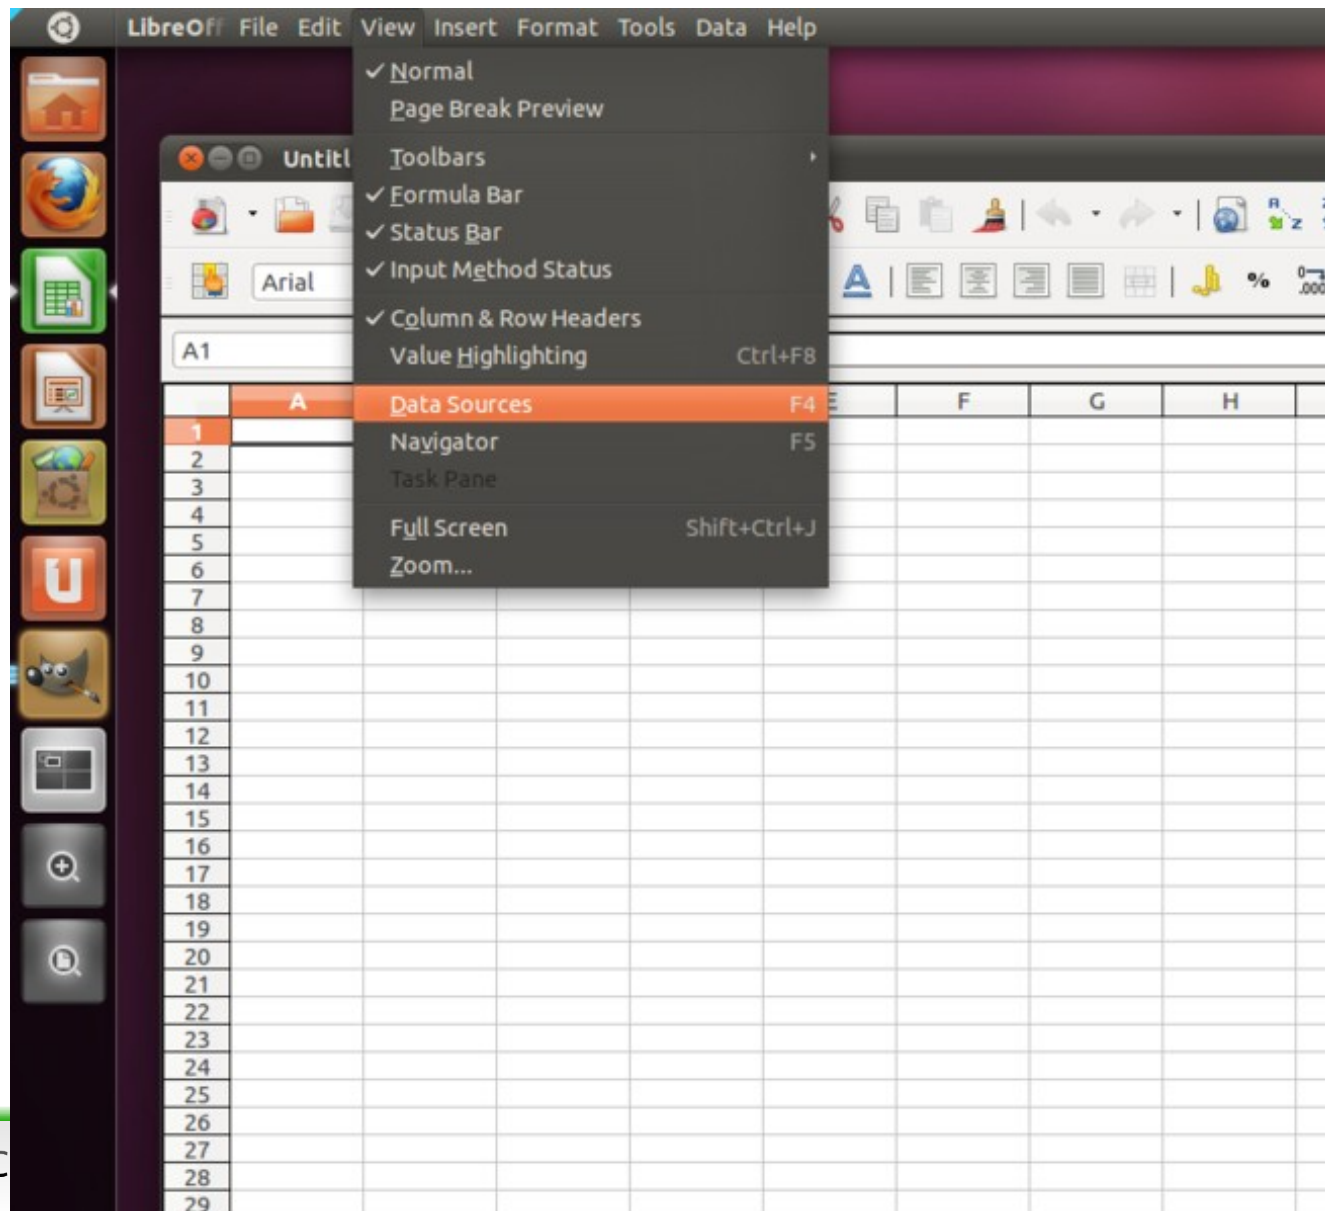 LibreOff File Edit View Insert Format Tools Data Help
Normal
Page Break Preview
Untitl
Toolbars
Formula Bar
Status Bar
Input Method Status
Arial
Column & Row Headers
A1
Value Highlighting Ctrl+F8
Data Sources F4
A E F G H
Navigator F5
Task Pane
Full Screen Shift+Ctrl+J
Zoom...
1
2
3
4
5
6
7
8
9
10
11
12
13
14
15
16
17
18
19
20
21
22
23
24
25
26
27
28
29